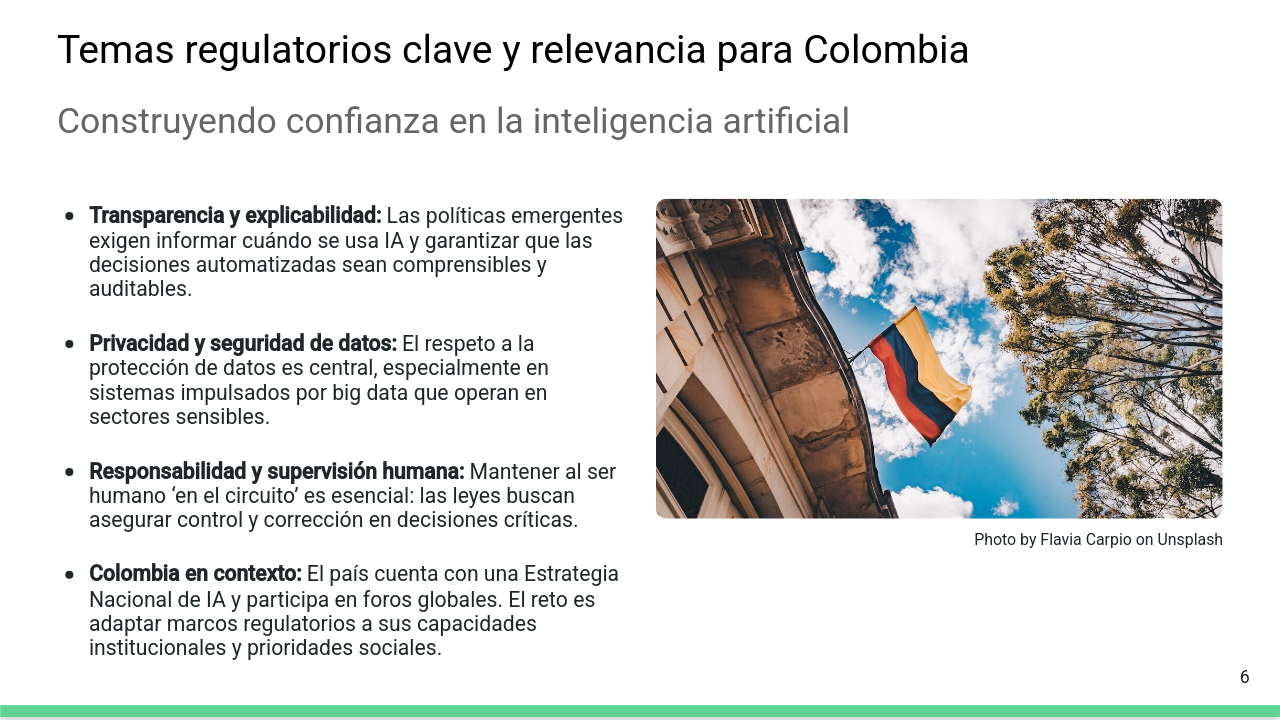 Temas regulatorios clave y relevancia para Colombia
Construyendo confianza en la inteligencia artificial
• Transparencia y explicabilidad: Las políticas emergentes
exigen informar cuándo se usa IA y garantizar que las
decisiones automatizadas sean comprensibles y
auditables.
• Privacidad y seguridad de datos: El respeto a la
protección de datos es central, especialmente en
sistemas impulsados por big data que operan en
sectores sensibles.
• Responsabilidad y supervisión humana: Mantener al ser
humano ‘en el circuito’ es esencial: las leyes buscan
asegurar control y corrección en decisiones críticas.
• Colombia en contexto: El país cuenta con una Estrategia
Nacional de IA y participa en foros globales. El reto es
adaptar marcos regulatorios a sus capacidades
institucionales y prioridades sociales.
Photo by Flavia Carpio on Unsplash
6